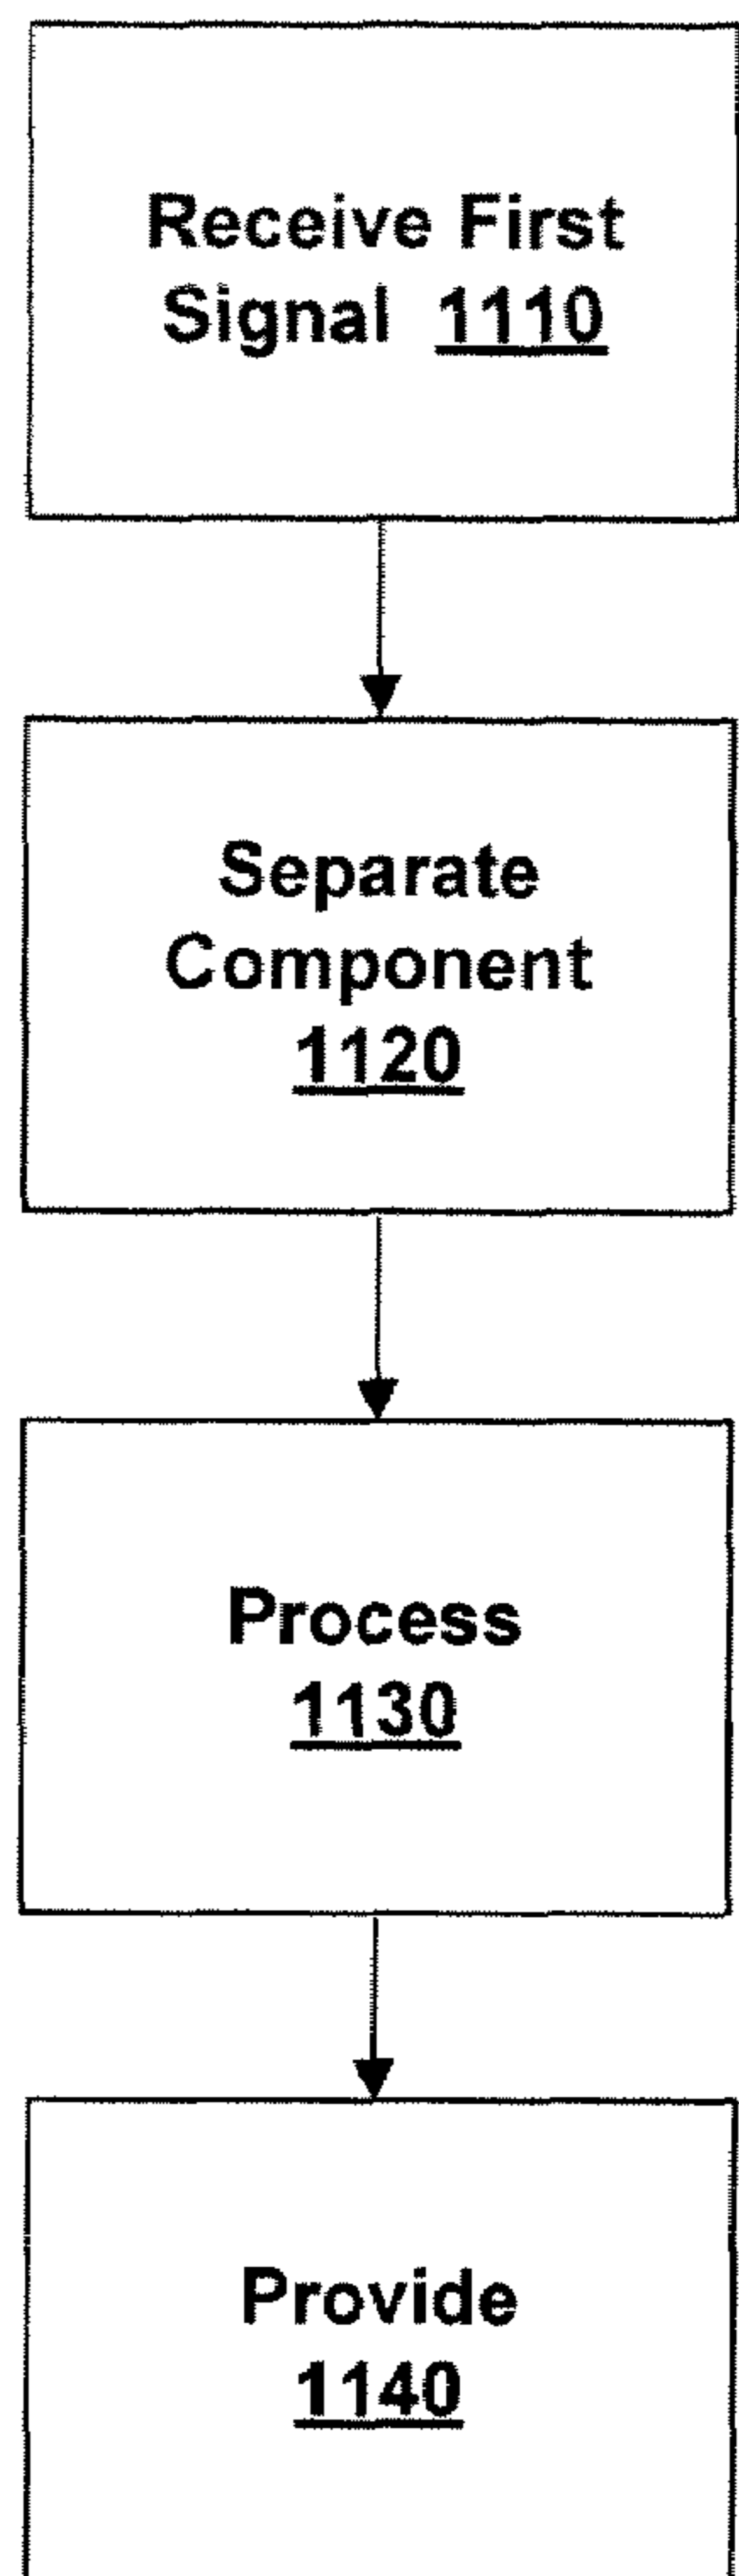 Receive First
Signal 1110
Separate
Component
1120
Process
1130
Provide
1140